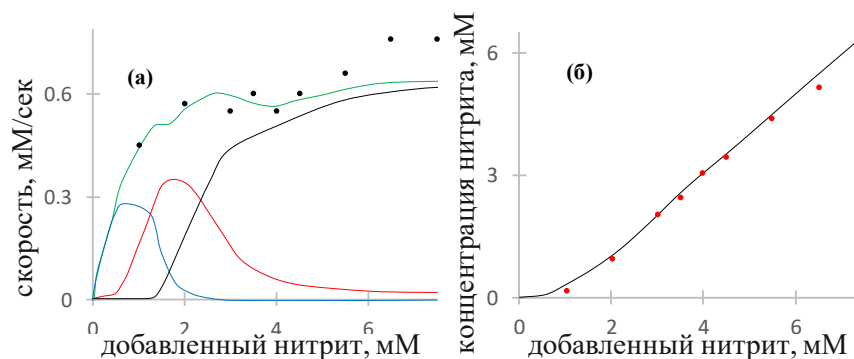 (а)
скорость, мМ/сек
0.6
0.3
0
0
2
4
6
добавленный нитрит, мМ
(б)
концентрация нитрита, мМ
6
3
0
0
2
4
6
добавленный нитрит, мМ